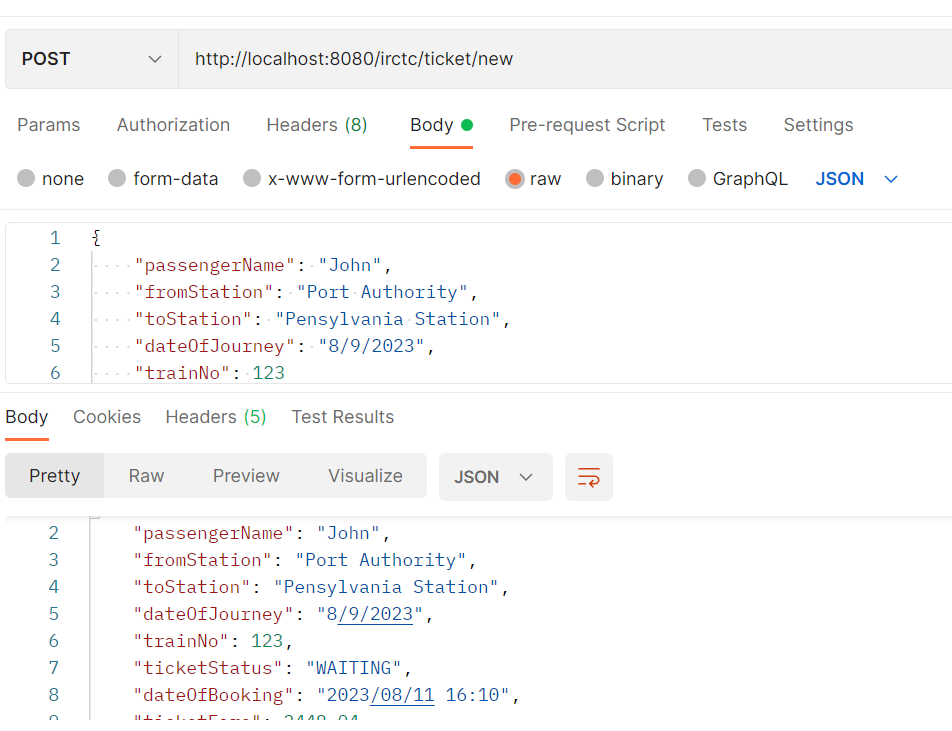 POST http://localhost:8080/irctc/ticket/new
Params Authorization Headers (8) Body Pre-request Script Tests Settings
none form-data x-www-form-urlencoded raw binary GraphQL JSON
1 {
2 "passengerName": "John",
3 "fromStation": "Port Authority",
4 "toStation": "Pensylvania Station",
5 "dateOfJourney": "8/9/2023",
6 "trainNo": 123
Body Cookies Headers (5) Test Results
Pretty Raw Preview Visualize JSON
2 "passengerName": "John",
3 "fromStation": "Port Authority",
4 "toStation": "Pensylvania Station",
5 "dateOfJourney": "8/9/2023",
6 "trainNo": 123,
7 "ticketStatus": "WAITING",
8 "dateOfBooking": "2023/08/11 16:10",